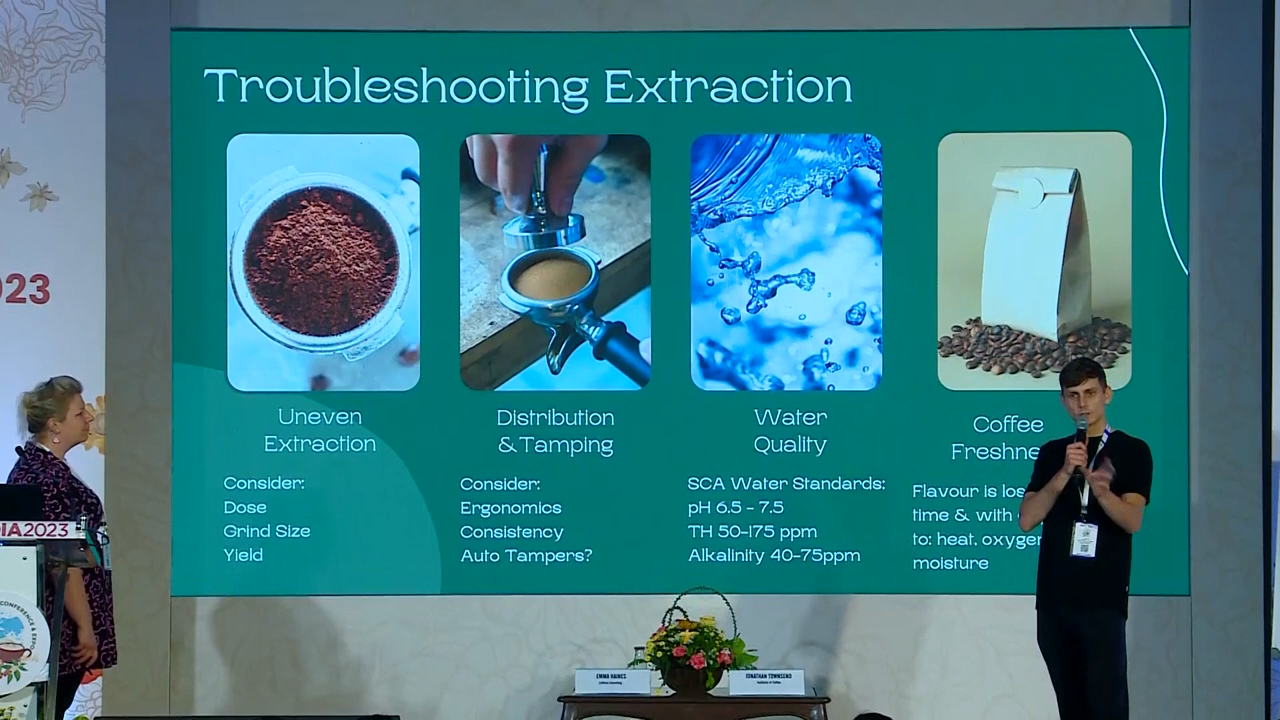 Troubleshooting Extraction
Uneven
Extraction
Consider:
Dose
Grind Size
Yield
Distribution
& Tamping
Consider:
Ergonomics
Consistency
Auto Tampers?
Water
Quality
SCA Water Standards:
pH 6.5 - 7.5
TH 50-175 ppm
Alkalinity 40-75ppm
Coffee
Freshne
Flavour is los
time & with
to: heat, oxyge
moisture
023
DIA2023
CONFERENCE &
EMMA HAINES
JONATHAN TOWNSEND